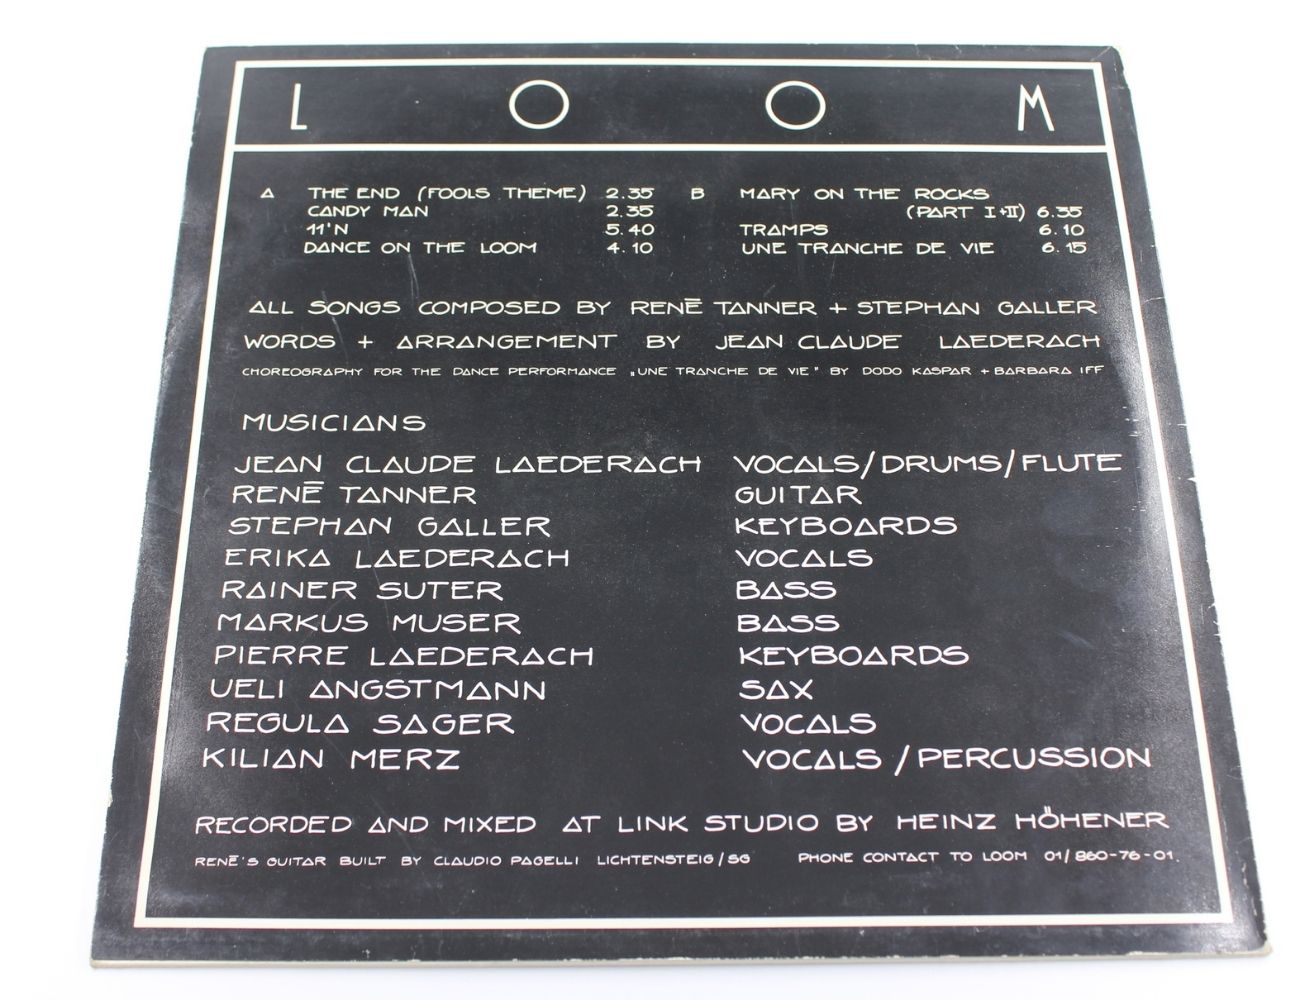 LOOM
A THE END (FOOLS THEME) 2.35
CANDY MAN 2.35
11'N 5.40
DANCE ON THE LOOM 4.10
B MARY ON THE ROCKS
(PART I+II) 6.35
TRAMPS 6.10
UNE TRANCHE DE VIE 6.15
ALL SONGS COMPOSED BY RENĒ TANNER + STEPHAN GALLER
WORDS + ARRANGEMENT BY JEAN CLAUDE LAEDERACH
CHOREOGRAPHY FOR THE DANCE PERFORMANCE „UNE TRANCHE DE VIE" BY DODO KASPAR + BARBARA IFF
MUSICIANS
JEAN CLAUDE LAEDERACH VOCALS/DRUMS/FLUTE
RENĒ TANNER GUITAR
STEPHAN GALLER KEYBOARDS
ERIKA LAEDERACH VOCALS
RAINER SUTER BASS
MARKUS MUSER BASS
PIERRE LAEDERACH KEYBOARDS
UELI ANGSTMANN SAX
REGULA SAGER VOCALS
KILIAN MERZ VOCALS / PERCUSSION
RECORDED AND MIXED AT LINK STUDIO BY HEINZ HÖHENER
RENĒ'S GUITAR BUILT BY CLAUDIO PAGELLI LICHTENSTEIG/SG PHONE CONTACT TO LOOM 01/860-76-01.